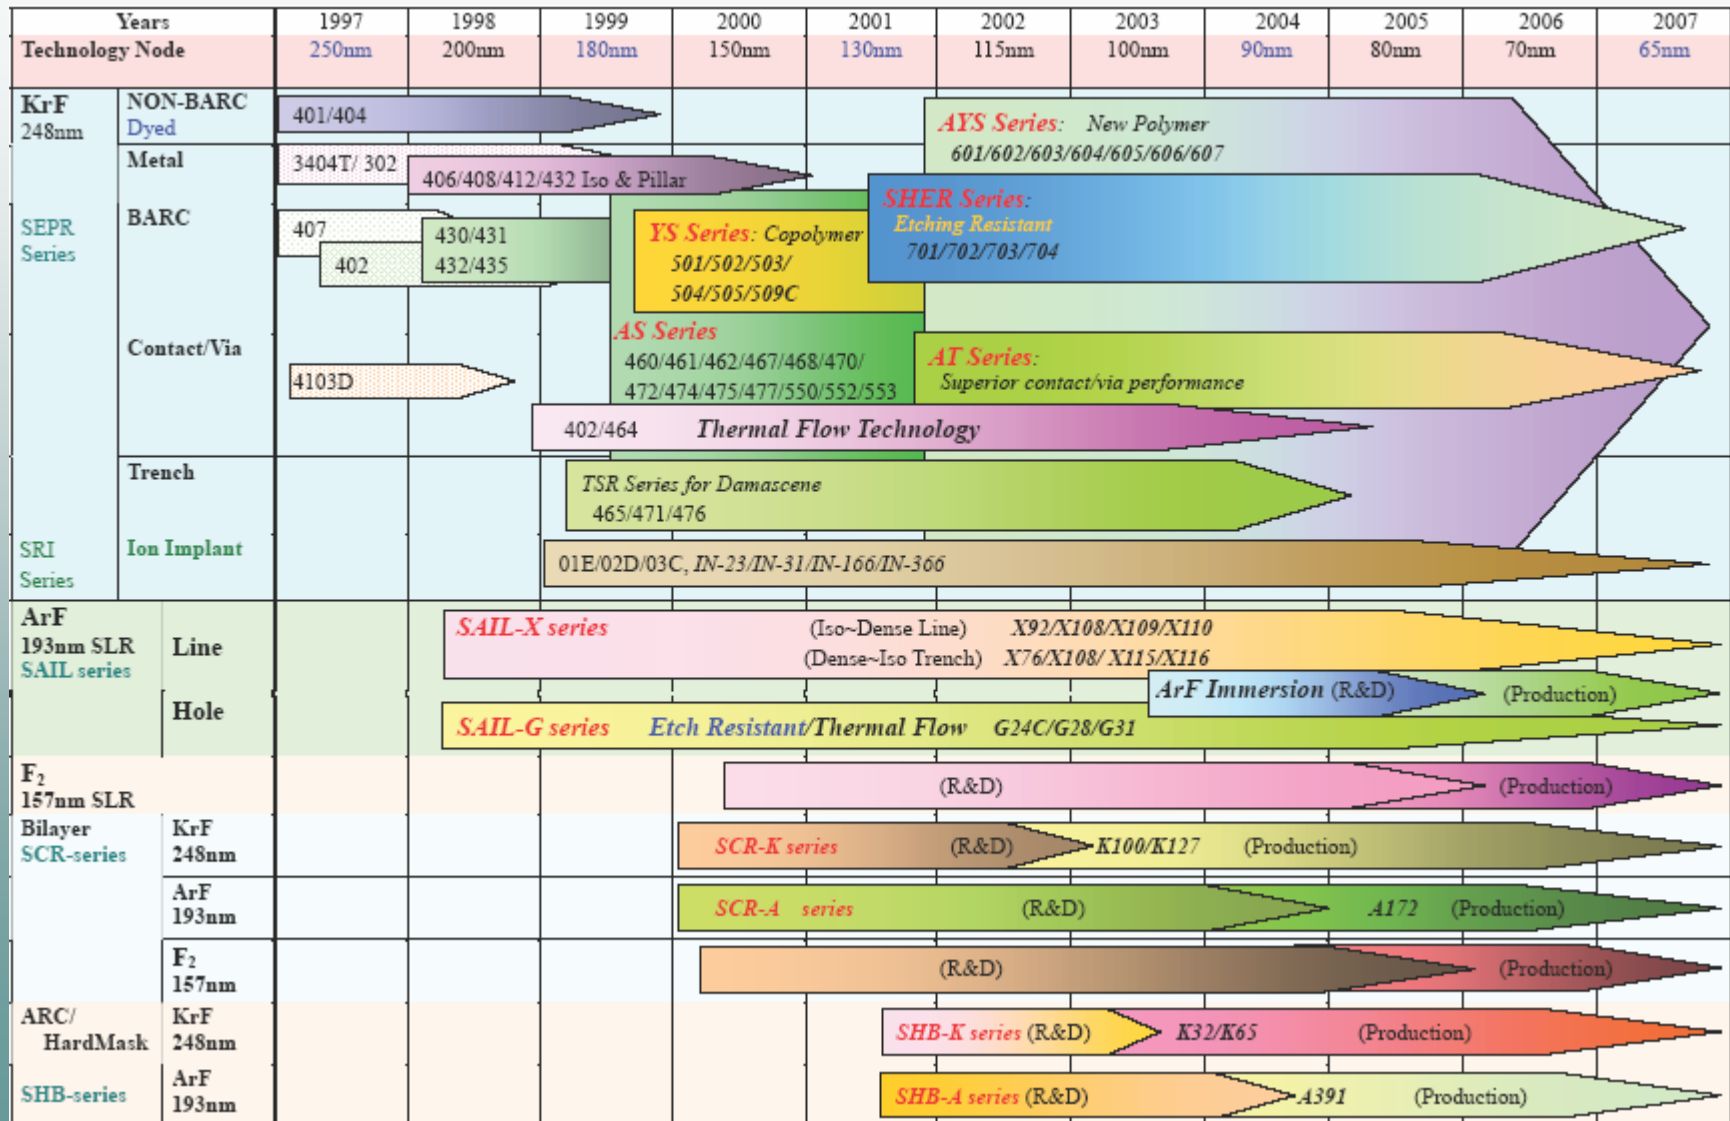 Years 1997 1998 1999 2000 2001 2002 2003 2004 2005 2006 2007
Technology Node 250nm 200nm 180nm 150nm 130nm 115nm 100nm 90nm 80nm 70nm 65nm
KrF
248nm
NON-BARC
Dyed
401/404
AYS Series: New Polymer
601/602/603/604/605/606/607
Metal
3404T/ 302
406/408/412/432 Iso & Pillar
SEPR
Series
BARC
407
402
430/431
432/435
YS Series: Copolymer
501/502/503/
504/505/509C
SHER Series:
Etching Resistant
701/702/703/704
AS Series
460/461/462/467/468/470/
472/474/475/477/550/552/553
Contact/Via
4103D
AT Series:
Superior contact/via performance
402/464 Thermal Flow Technology
Trench
TSR Series for Damascene
465/471/476
SRI
Series
Ion Implant
01E/02D/03C, IN-23/IN-31/IN-166/IN-366
ArF
193nm SLR
SAIL series
Line
SAIL-X series (Iso~Dense Line) X92/X108/X109/X110
(Dense~Iso Trench) X76/X108/ X115/X116
ArF Immersion (R&D) (Production)
Hole
SAIL-G series Etch Resistant/Thermal Flow G24C/G28/G31
F2
157nm SLR
(R&D) (Production)
Bilayer
SCR-series
KrF
248nm
SCR-K series (R&D) K100/K127 (Production)
ArF
193nm
SCR-A series (R&D) A172 (Production)
F2
157nm
(R&D) (Production)
ARC/
HardMask
KrF
248nm
SHB-K series (R&D) K32/K65 (Production)
SHB-series
ArF
193nm
SHB-A series (R&D) A391 (Production)